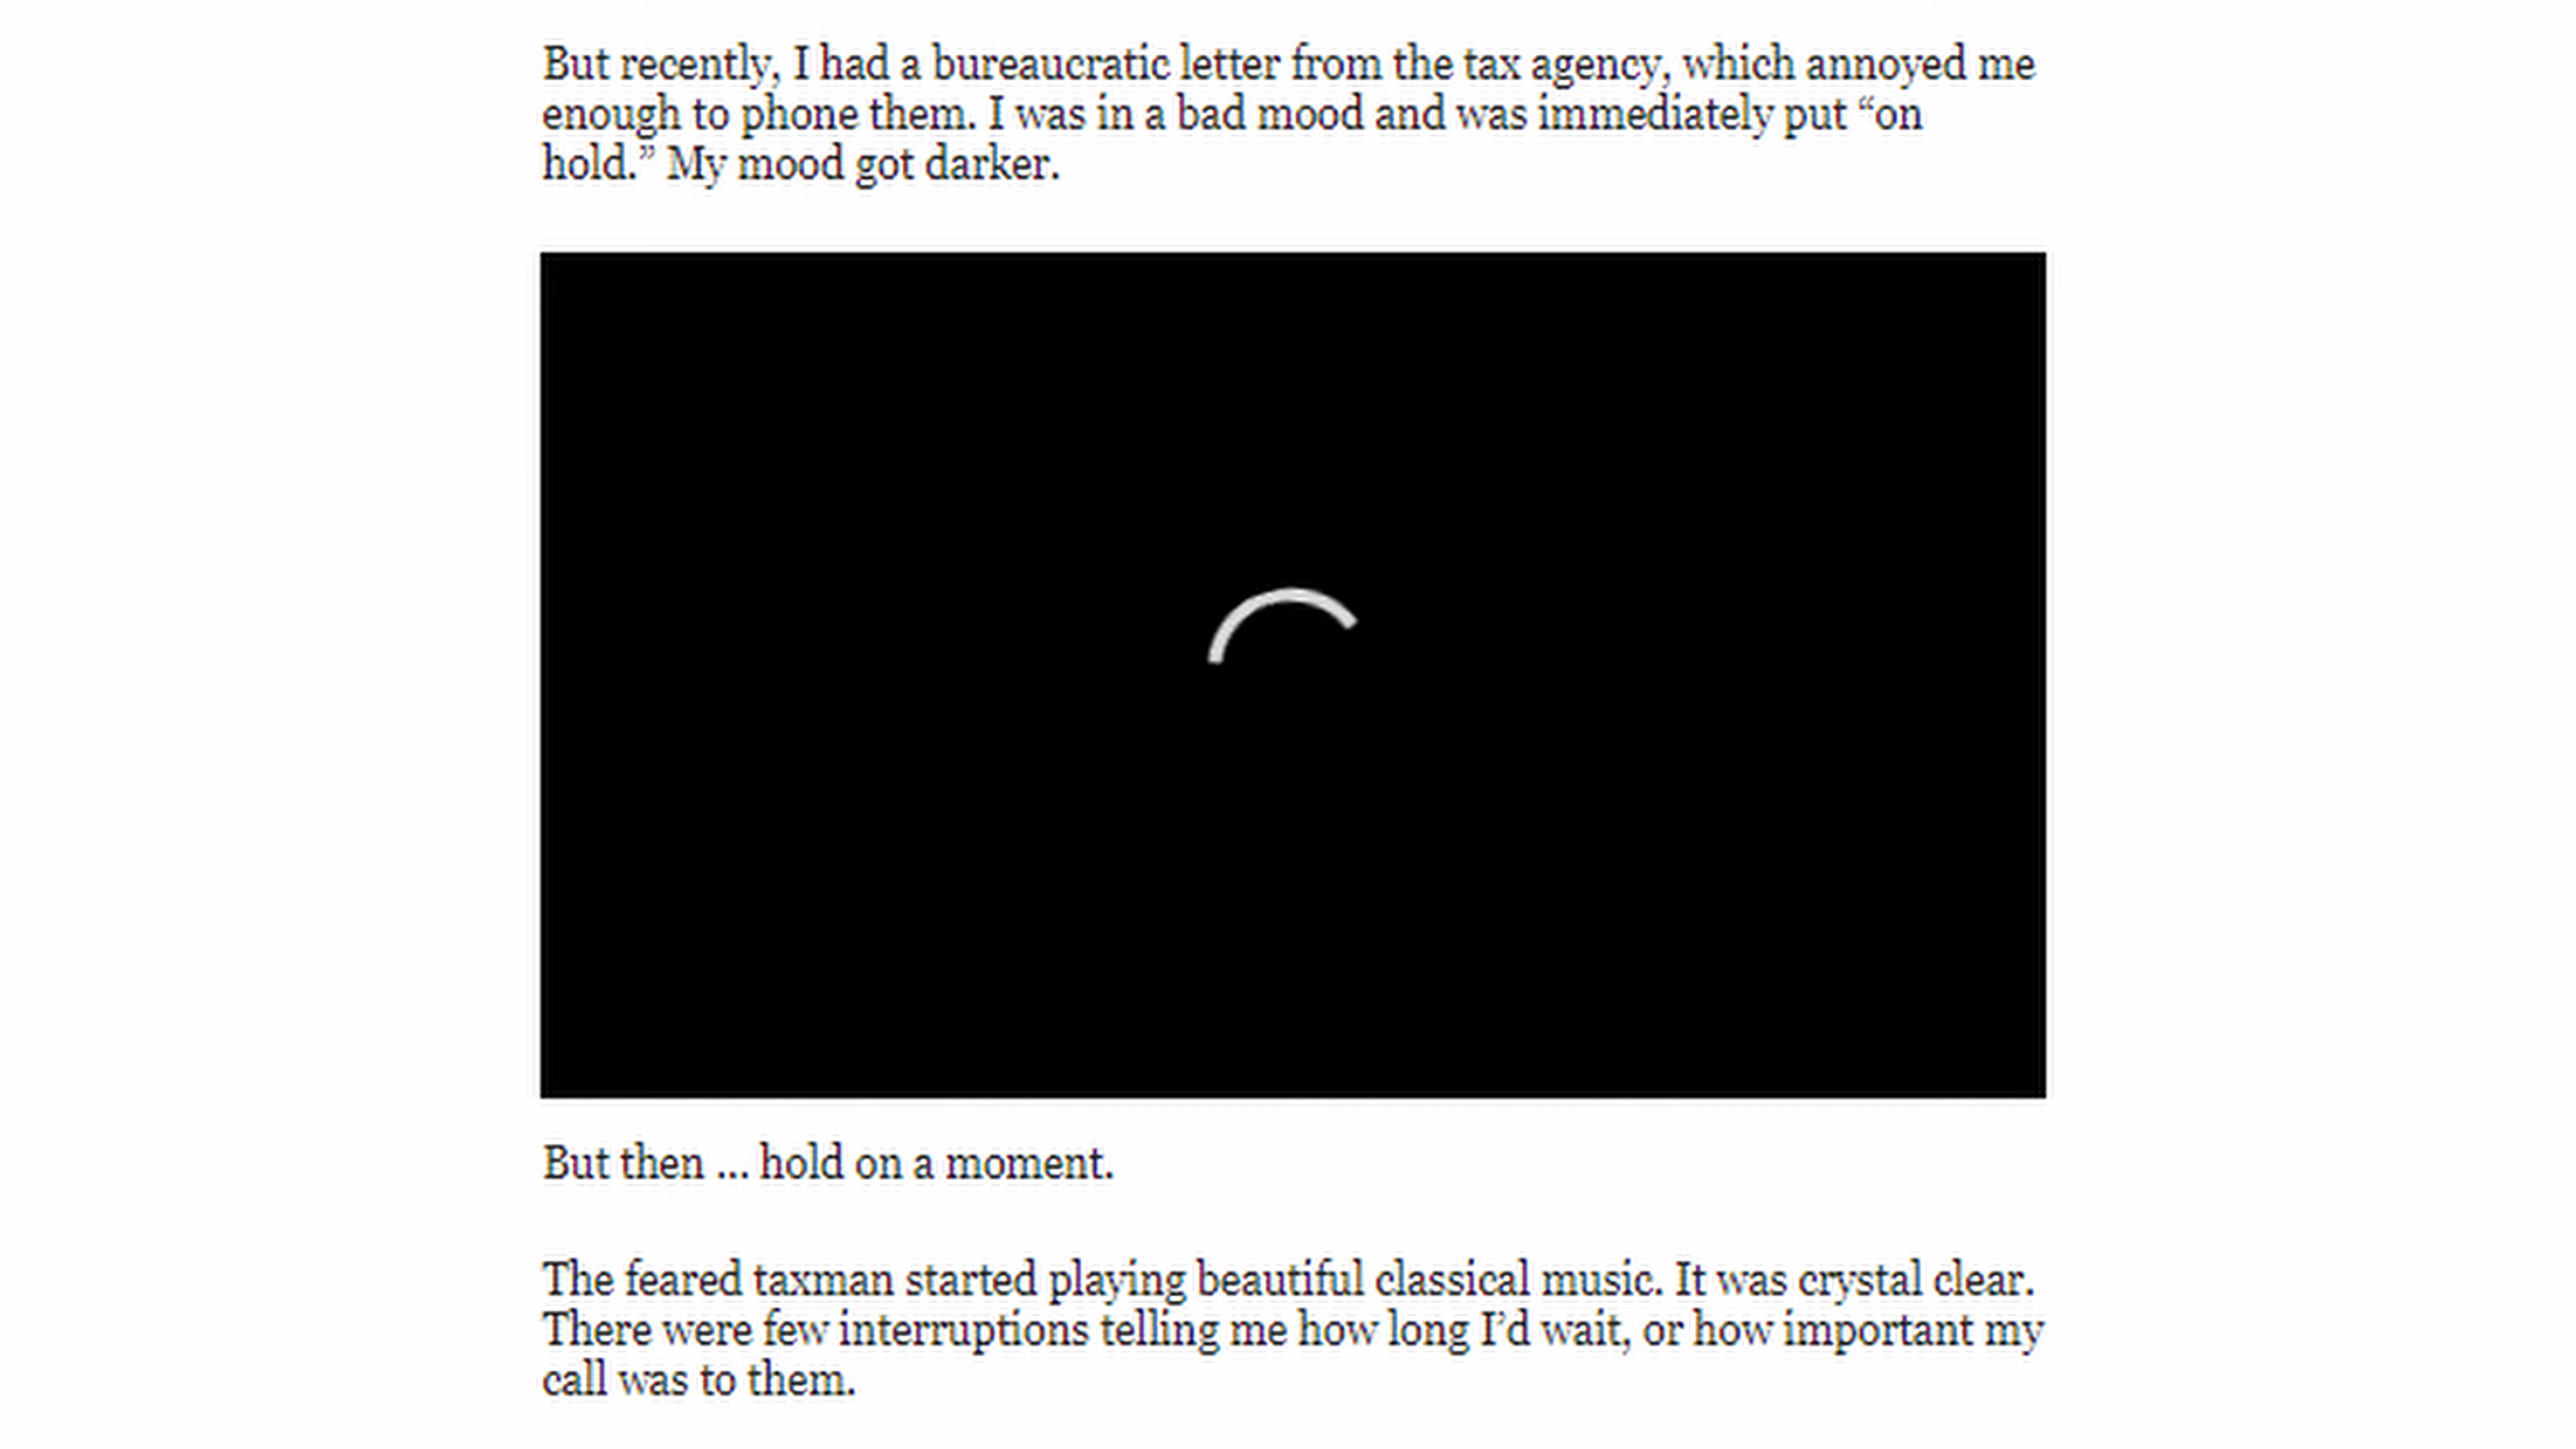 But recently, I had a bureaucratic letter from the tax agency, which annoyed me
enough to phone them. I was in a bad mood and was immediately put “on
hold.” My mood got darker.
But then ... hold on a moment.
The feared taxman started playing beautiful classical music. It was crystal clear.
There were few interruptions telling me how long I’d wait, or how important my
call was to them.